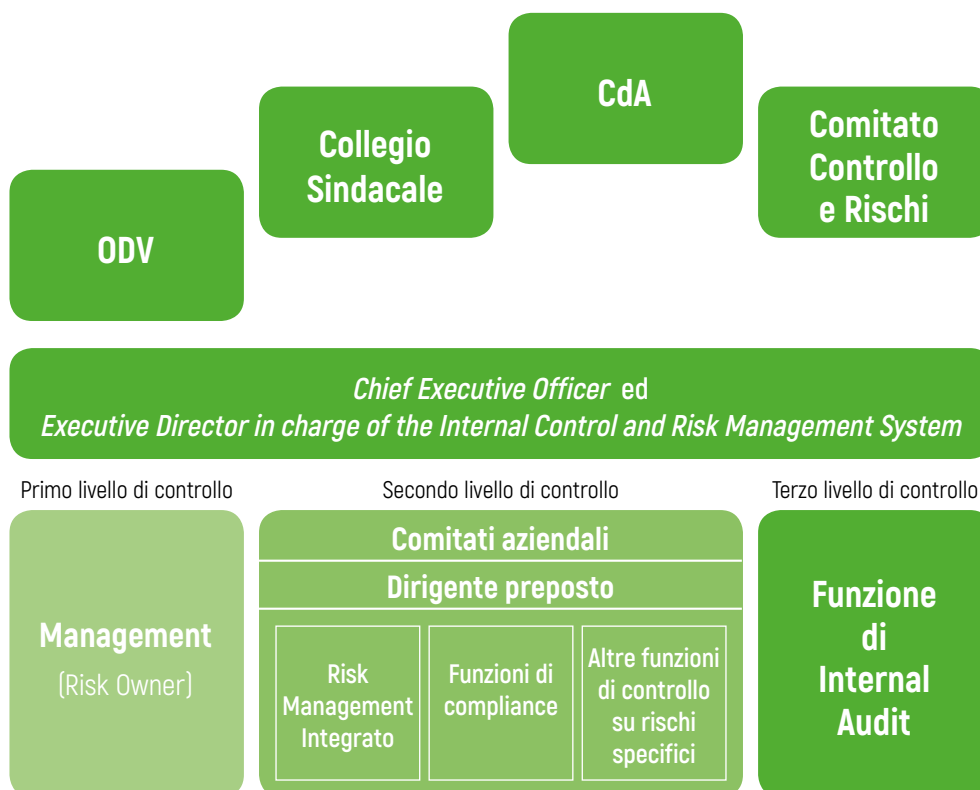 CdA
Collegio
Sindacale
Comitato
Controllo
e Rischi
ODV
Chief Executive Officer ed
Executive Director in charge of the Internal Control and Risk Management System
Primo livello di controllo
Secondo livello di controllo
Terzo livello di controllo
Management
(Risk Owner)
Comitati aziendali
Dirigente preposto
Risk
Management
Integrato
Funzioni di
compliance
Altre funzioni
di controllo
su rischi
specifici
Funzione
di
Internal
Audit